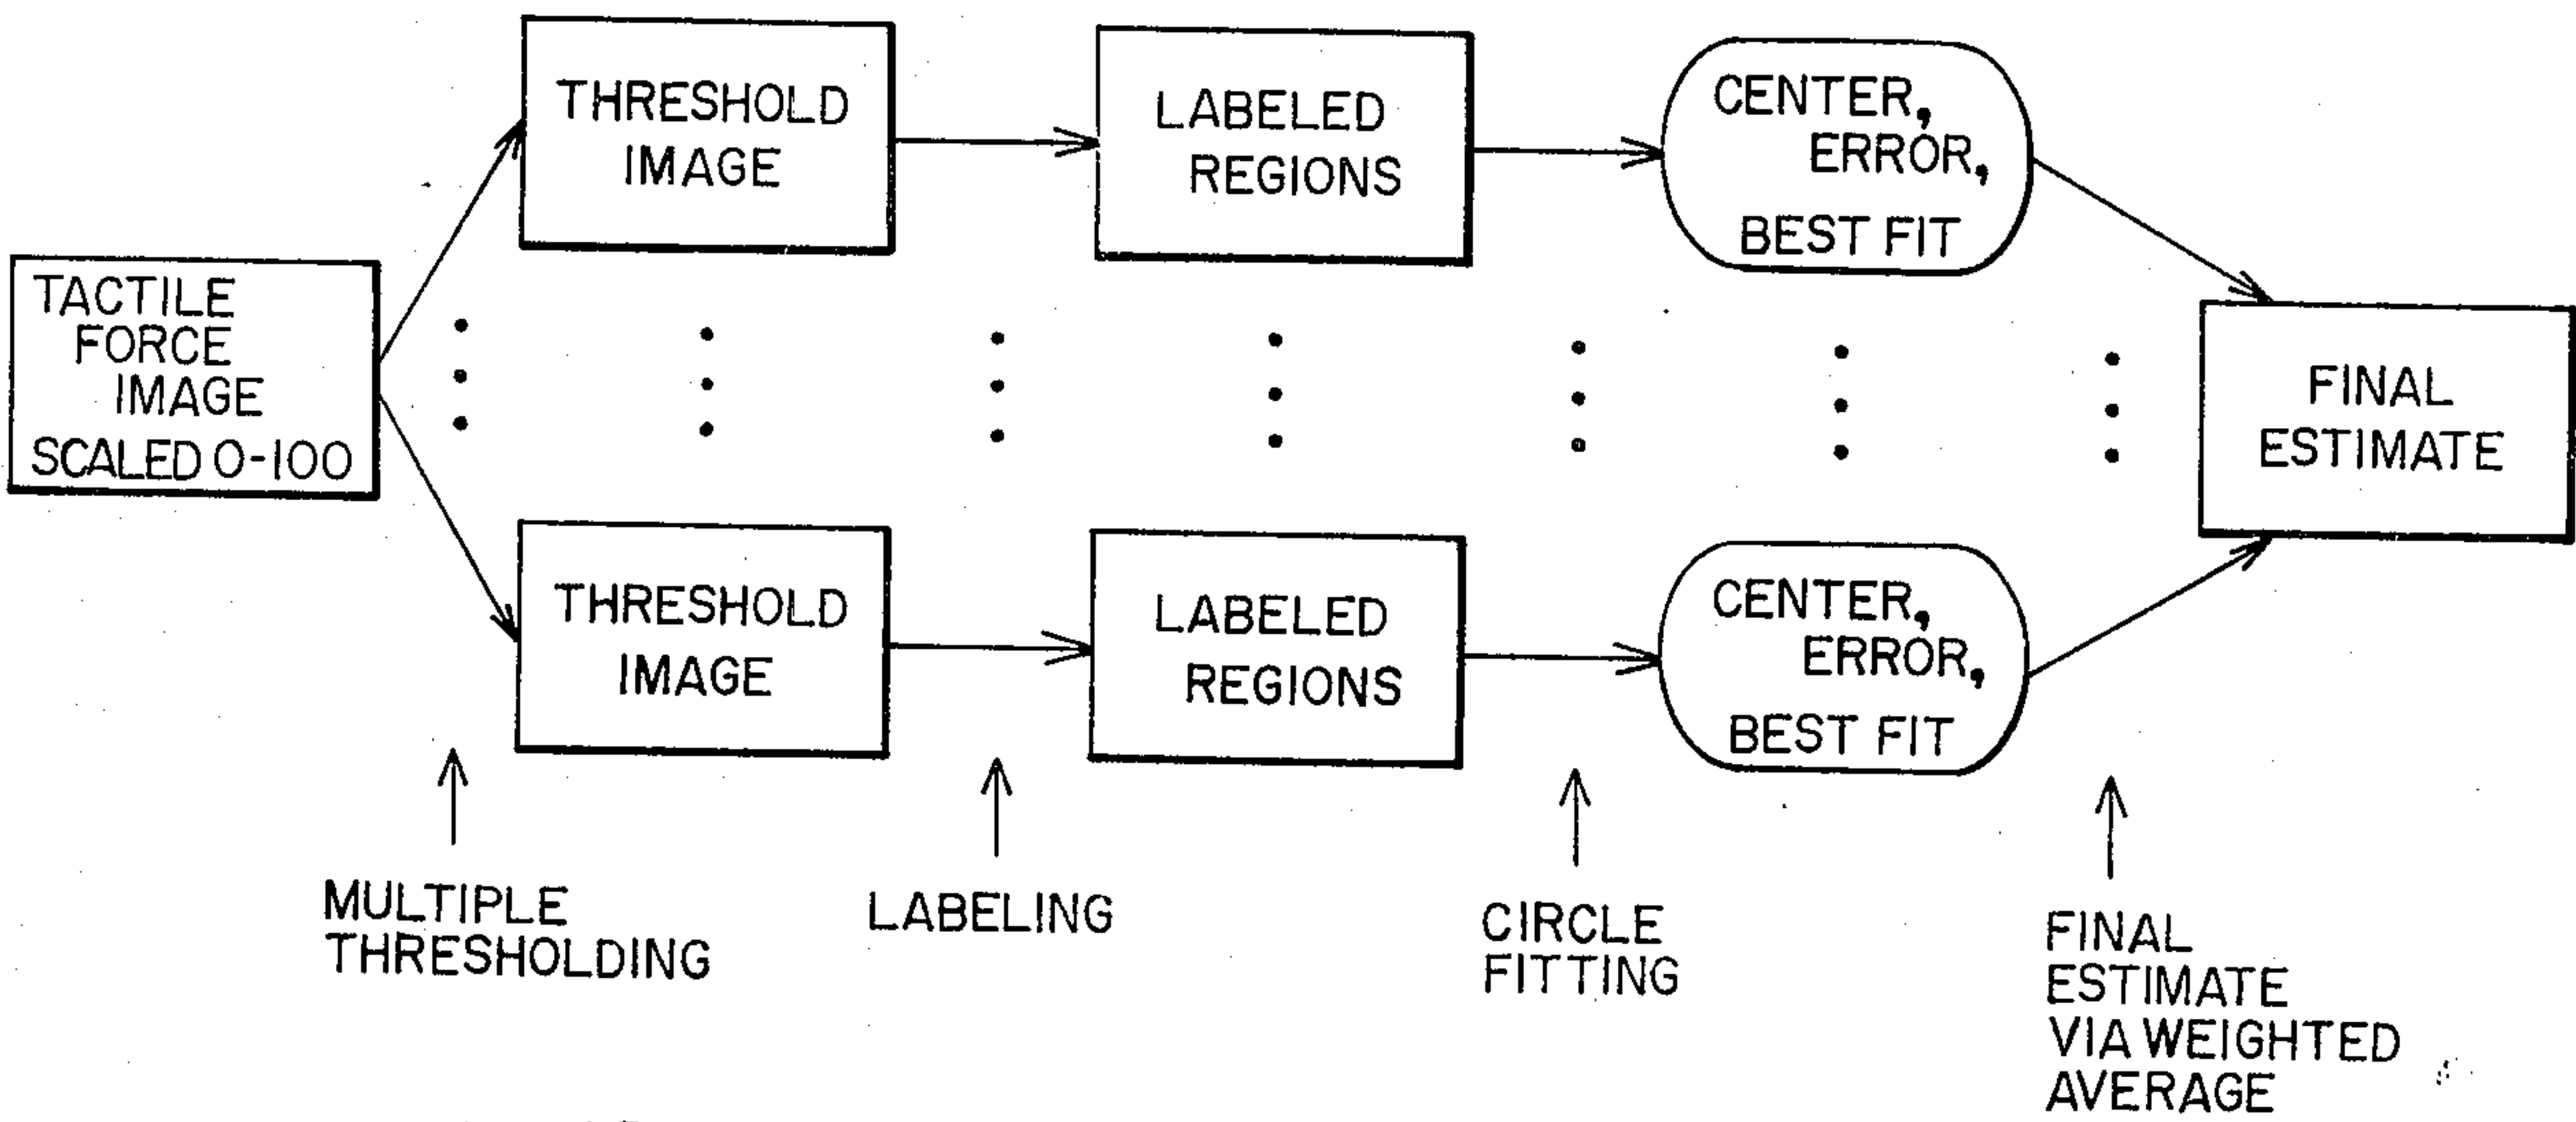 THRESHOLD
IMAGE
LABELED
REGIONS
CENTER,
ERROR,
BEST FIT
TACTILE
FORCE
IMAGE
SCALED 0-100
FINAL
ESTIMATE
THRESHOLD
IMAGE
LABELED
REGIONS
CENTER,
ERROR,
BEST FIT
MULTIPLE
THRESHOLDING
LABELING
CIRCLE
FITTING
FINAL
ESTIMATE
VIA WEIGHTED
AVERAGE